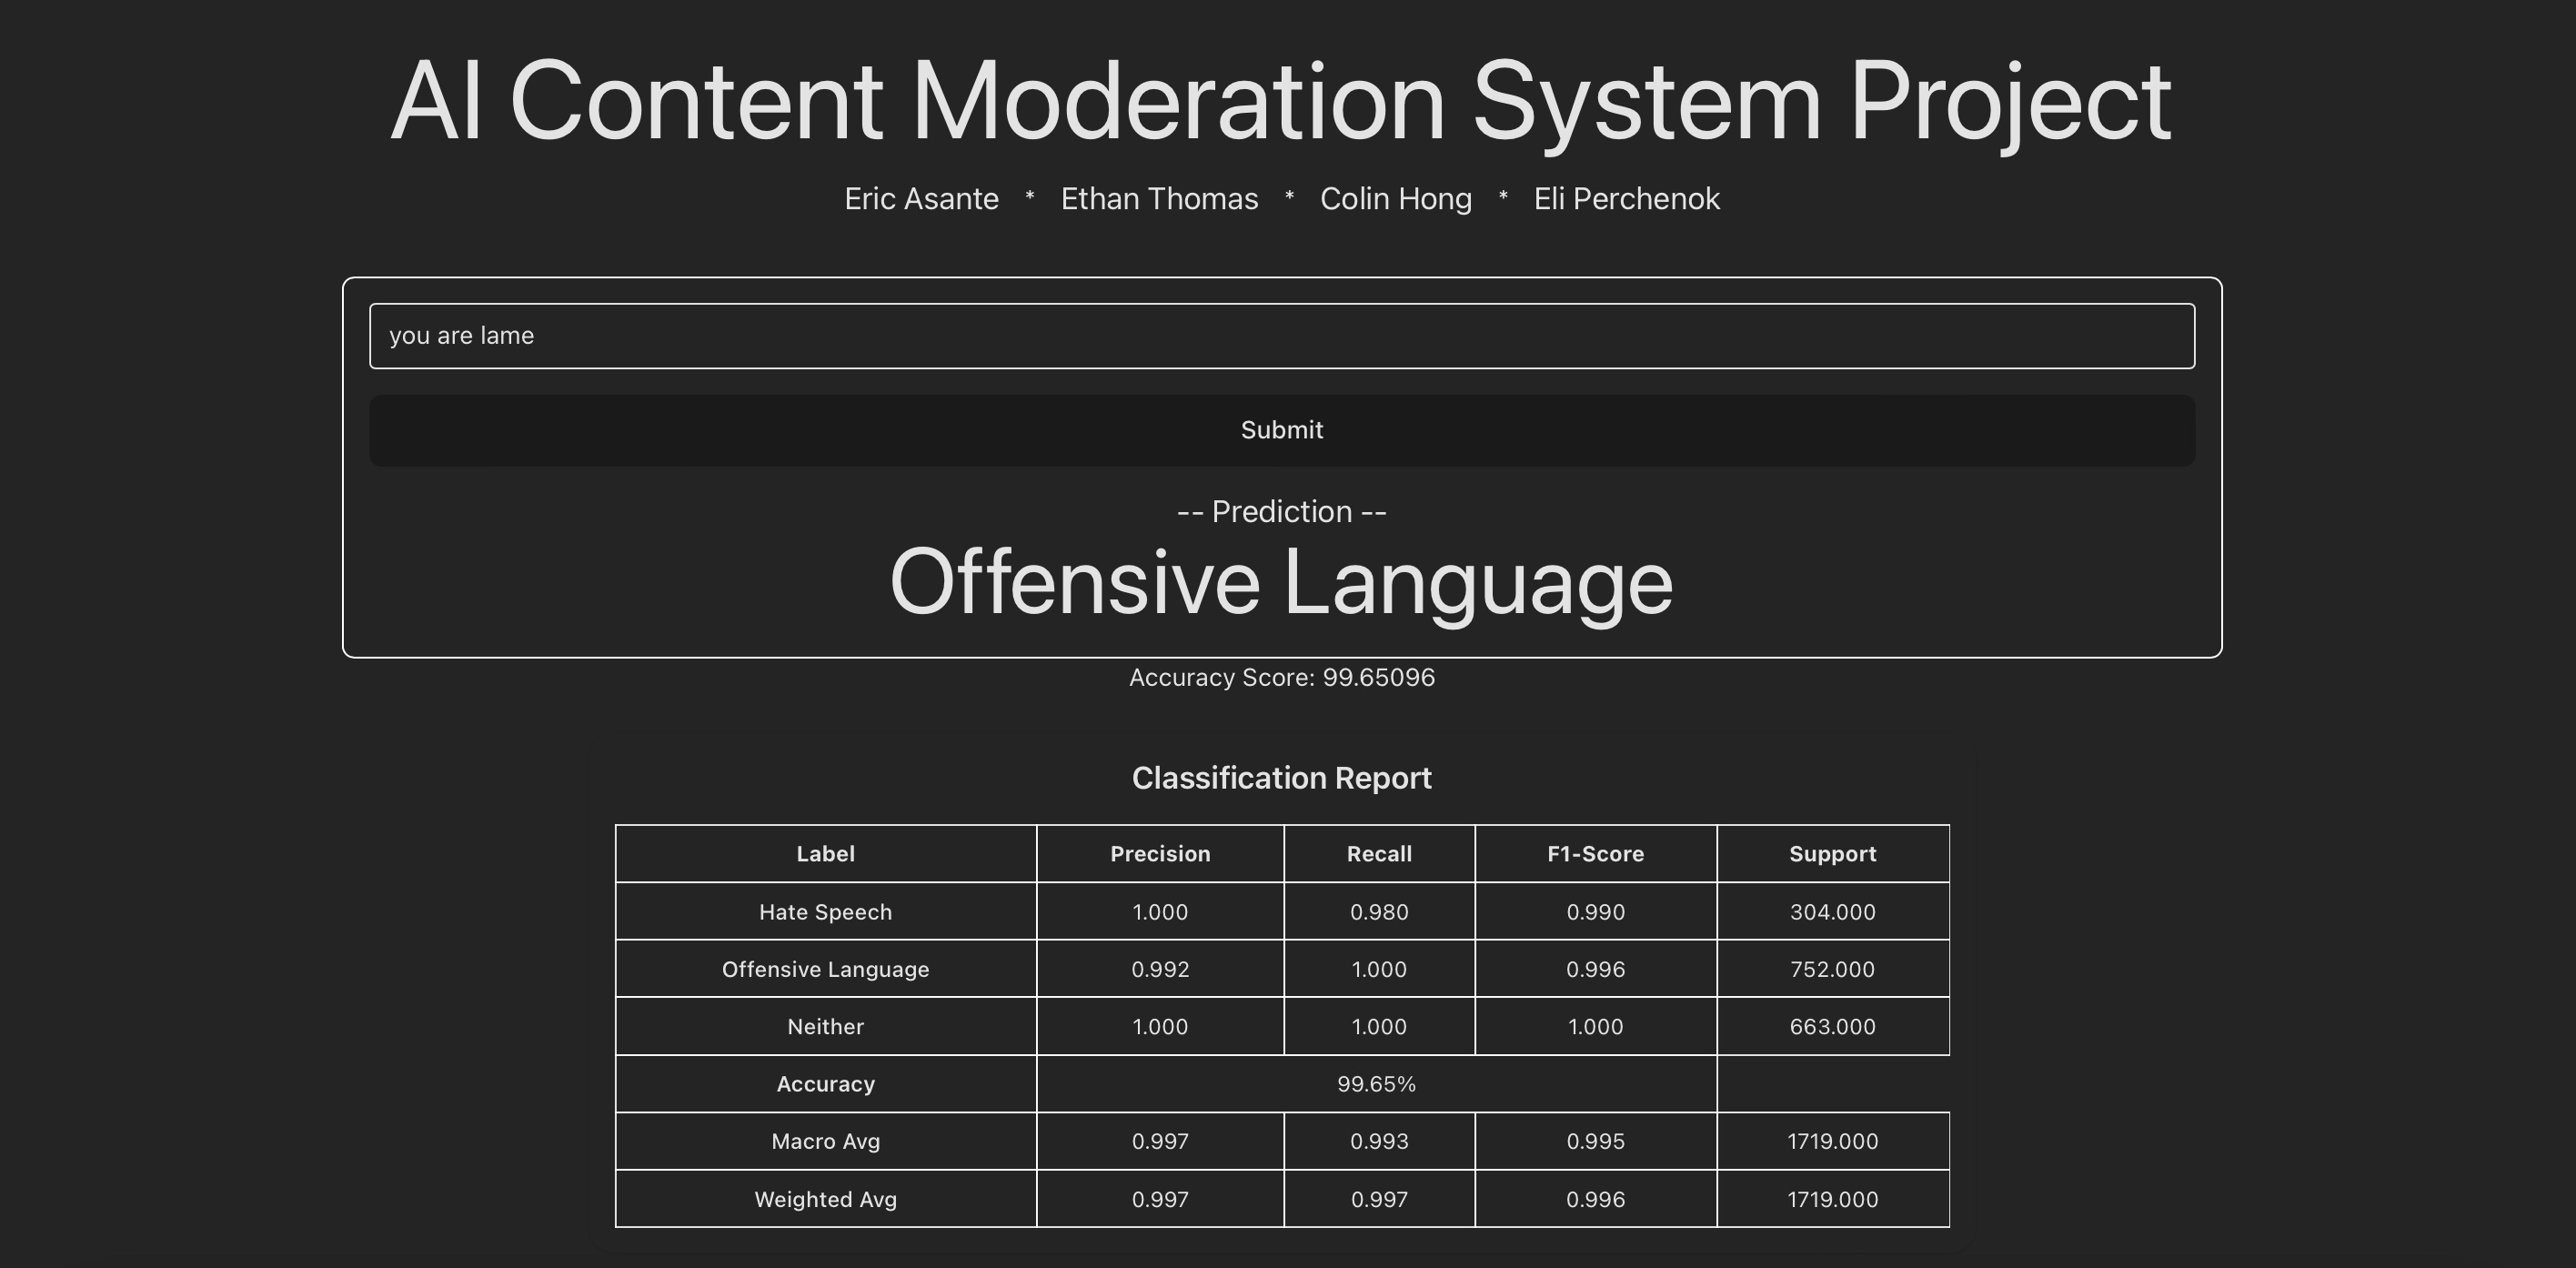 AI Content Moderation System Project
Eric Asante * Ethan Thomas * Colin Hong * Eli Perchenok
you are lame
Submit
-- Prediction --
Offensive Language
Accuracy Score: 99.65096
Classification Report
Label Precision Recall F1-Score Support
Hate Speech 1.000 0.980 0.990 304.000
Offensive Language 0.992 1.000 0.996 752.000
Neither 1.000 1.000 1.000 663.000
Accuracy 99.65%
Macro Avg 0.997 0.993 0.995 1719.000
Weighted Avg 0.997 0.997 0.996 1719.000